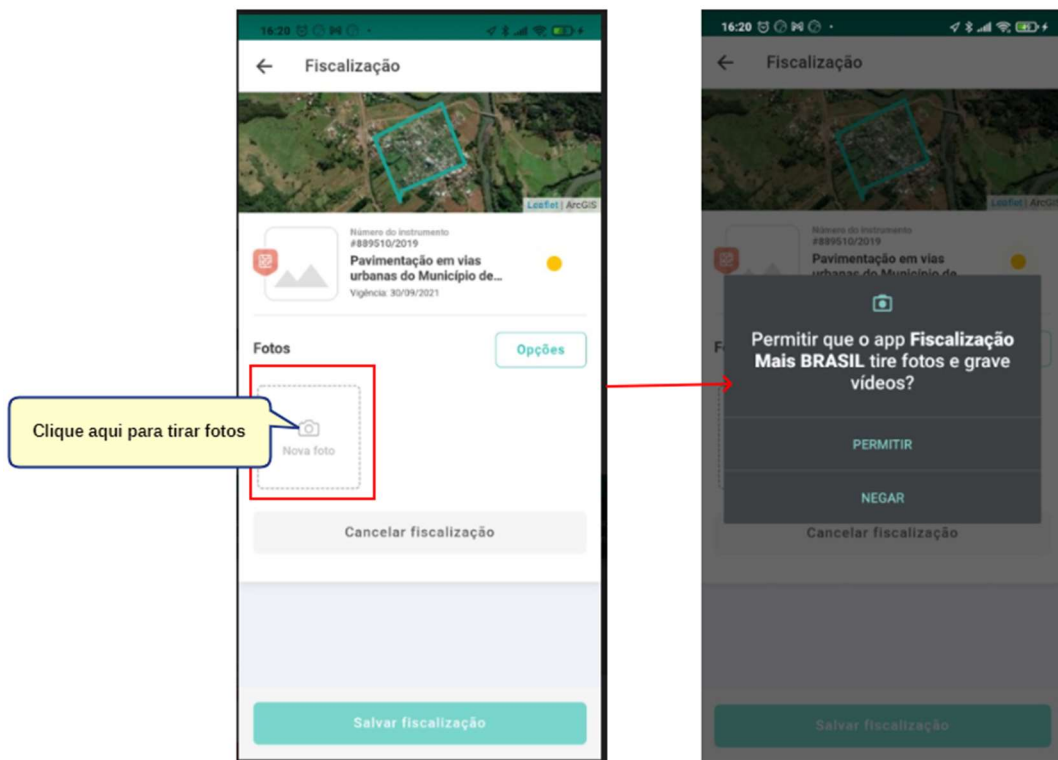 16:20
Fiscalização
Leaflet | ArcGIS
Número do instrumento
#889510/2019
Pavimentação em vias
urbanas do Município de...
Vigência: 30/09/2021
Fotos
Opções
Clique aqui para tirar fotos
Nova foto
Cancelar fiscalização
Salvar fiscalização
16:20
Fiscalização
Leaflet | ArcGIS
Número do instrumento
#889510/2019
Pavimentação em vias
urbanas do Município de
F
Permitir que o app Fiscalização
Mais BRASIL tire fotos e grave
vídeos?
PERMITIR
NEGAR
Cancelar fiscalização
Salvar fiscalização